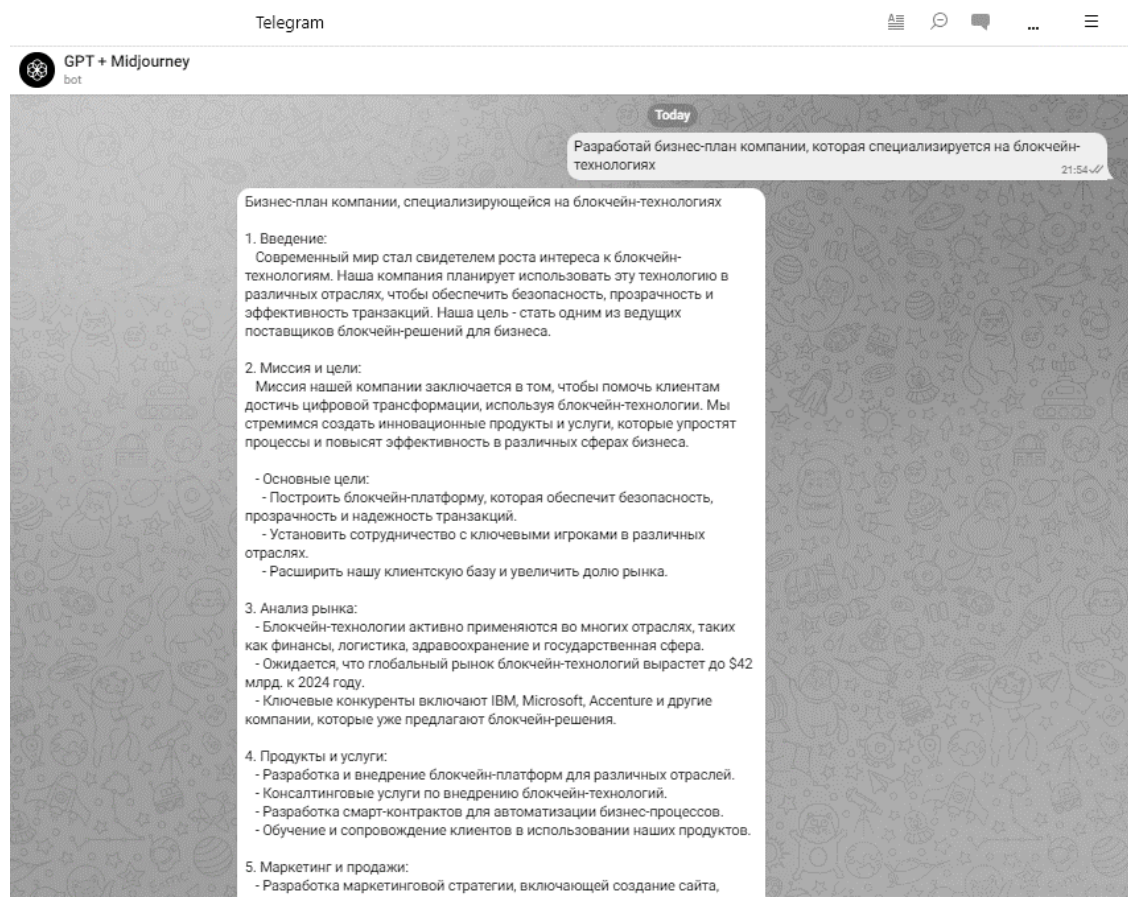 Telegram
...
GPT + Midjourney
bot
Today
Разработай бизнес-план компании, которая специализируется на блокчейн-
технологиях
21:54
Бизнес-план компании, специализирующейся на блокчейн-технологиях
1. Введение:
Современный мир стал свидетелем роста интереса к блокчейн-
технологиям. Наша компания планирует использовать эту технологию в
различных отраслях, чтобы обеспечить безопасность, прозрачность и
эффективность транзакций. Наша цель - стать одним из ведущих
поставщиков блокчейн-решений для бизнеса.
2. Миссия и цели:
Миссия нашей компании заключается в том, чтобы помочь клиентам
достичь цифровой трансформации, используя блокчейн-технологии. Мы
стремимся создать инновационные продукты и услуги, которые упростят
процессы и повысят эффективность в различных сферах бизнеса.
- Основные цели:
- Построить блокчейн-платформу, которая обеспечит безопасность,
прозрачность и надежность транзакций.
- Установить сотрудничество с ключевыми игроками в различных
отраслях.
- Расширить нашу клиентскую базу и увеличить долю рынка.
3. Анализ рынка:
- Блокчейн-технологии активно применяются во многих отраслях, таких
как финансы, логистика, здравоохранение и государственная сфера.
- Ожидается, что глобальный рынок блокчейн-технологий вырастет до $42
млрд. к 2024 году.
- Ключевые конкуренты включают IBM, Microsoft, Accenture и другие
компании, которые уже предлагают блокчейн-решения.
4. Продукты и услуги:
- Разработка и внедрение блокчейн-платформ для различных отраслей.
- Консалтинговые услуги по внедрению блокчейн-технологий.
- Разработка смарт-контрактов для автоматизации бизнес-процессов.
- Обучение и сопровождение клиентов в использовании наших продуктов.
5. Маркетинг и продажи:
- Разработка маркетинговой стратегии, включающей создание сайта,